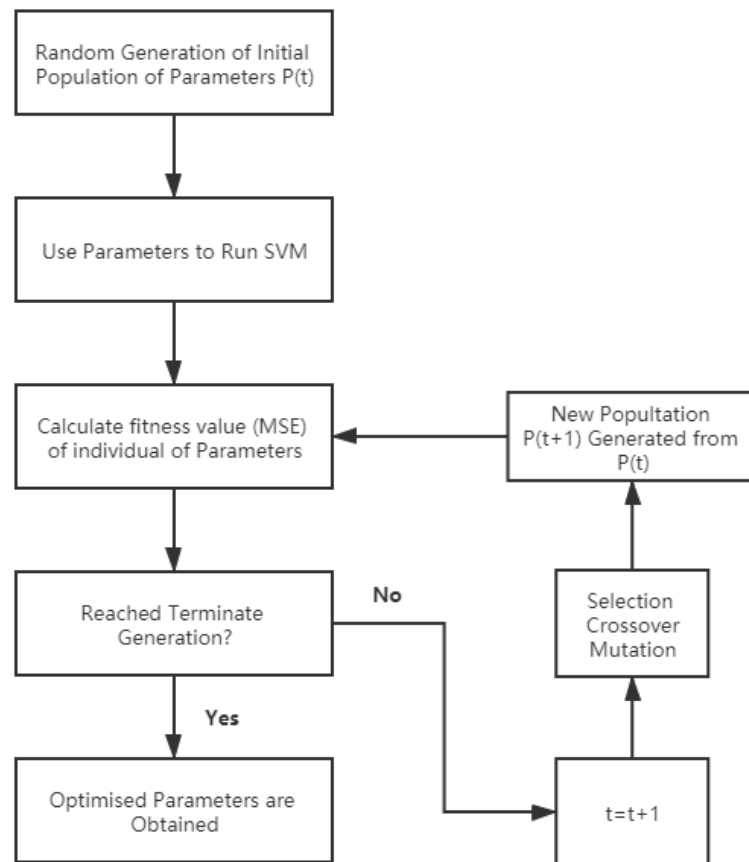 Random Generation of Initial
Population of Parameters P(t)
Use Parameters to Run SVM
Calculate fitness value (MSE)
of individual of Parameters
New Popultation
P(t+1) Generated from
P(t)
Reached Terminate
Generation?
No
Selection
Crossover
Mutation
Yes
Optimised Parameters are
Obtained
t=t+1